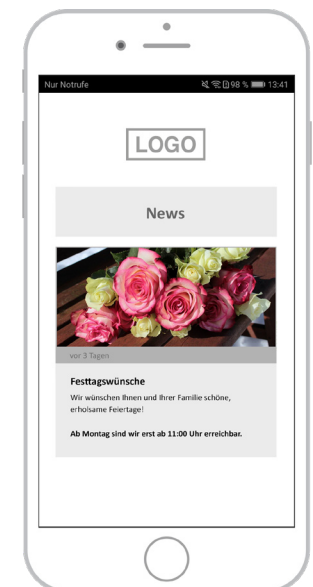 Nur Notrufe 98 % 13:41
LOGO
News
vor 3 Tagen
Festtagswünsche
Wir wünschen Ihnen und Ihrer Familie schöne,
erholsame Feiertage!
Ab Montag sind wir erst ab 11:00 Uhr erreichbar.